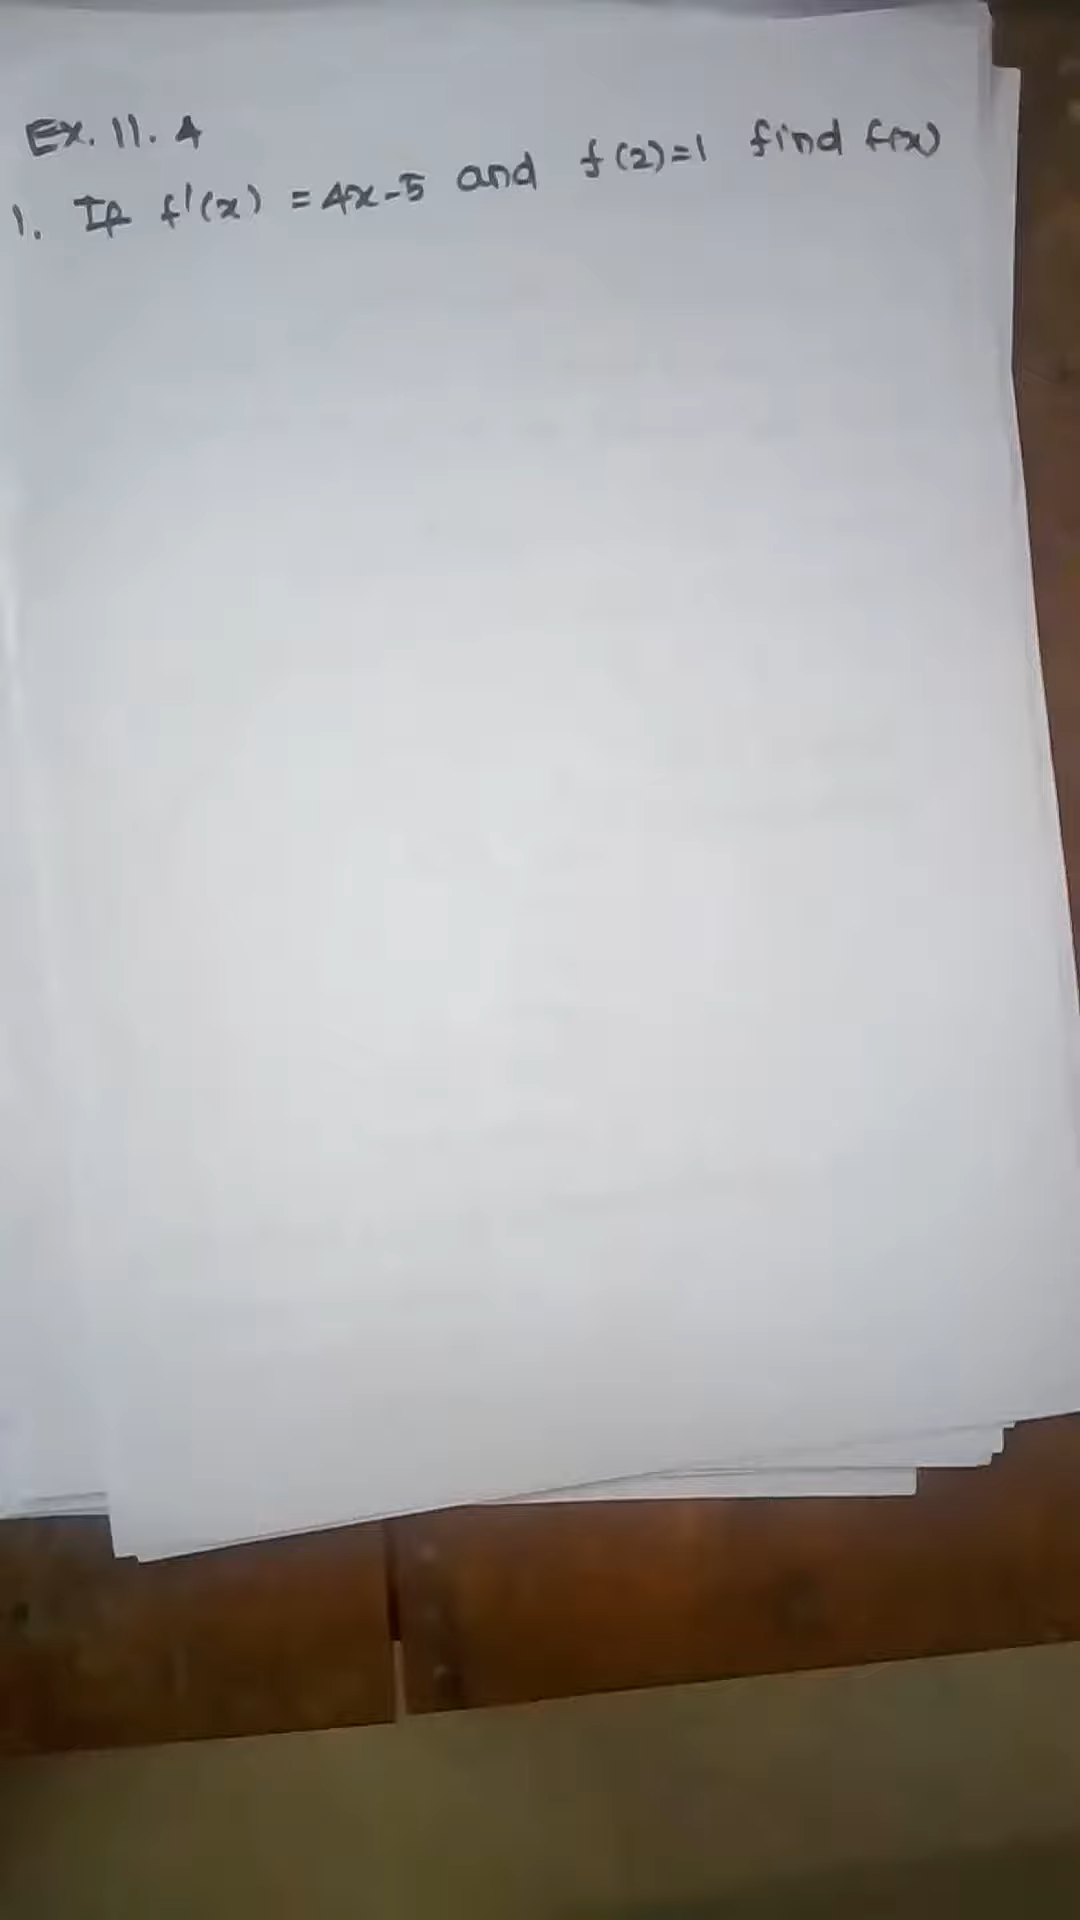 Ex. 11. 4
1. If f'(x) = 4x-5 and f(2)=1 find f(x)